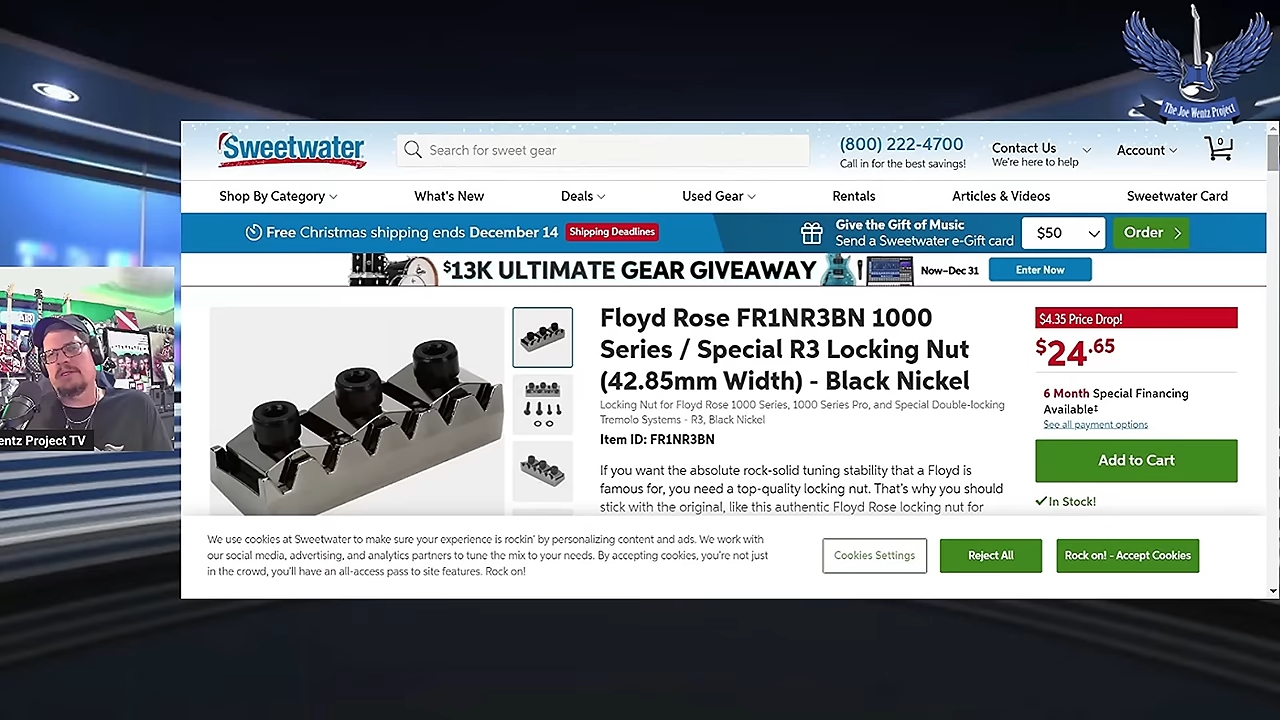 The Joe Wentz Project
Sweetwater
Search for sweet gear
(800) 222-4700
Call in for the best savings!
Contact Us
We're here to help
Account
0
Shop By Category
What's New
Deals
Used Gear
Rentals
Articles & Videos
Sweetwater Card
Free Christmas shipping ends December 14
Shipping Deadlines
Give the Gift of Music
Send a Sweetwater e-Gift card
$50
Order
$13K ULTIMATE GEAR GIVEAWAY
Now–Dec 31
Enter Now
Floyd Rose FR1NR3BN 1000
Series / Special R3 Locking Nut
(42.85mm Width) - Black Nickel
Locking Nut for Floyd Rose 1000 Series, 1000 Series Pro, and Special Double-locking
Tremolo Systems - R3, Black Nickel
Item ID: FR1NR3BN
If you want the absolute rock-solid tuning stability that a Floyd is
famous for, you need a top-quality locking nut. That's why you should
stick with the original, like this authentic Floyd Rose locking nut for
$4.35 Price Drop!
$24.65
6 Month Special Financing
Available‡
See all payment options
Add to Cart
In Stock!
entz Project TV
We use cookies at Sweetwater to make sure your experience is rockin' by personalizing content and ads. We work with
our social media, advertising, and analytics partners to tune the mix to your needs. By accepting cookies, you're not just
in the crowd, you'll have an all-access pass to site features. Rock on!
Cookies Settings
Reject All
Rock on! - Accept Cookies